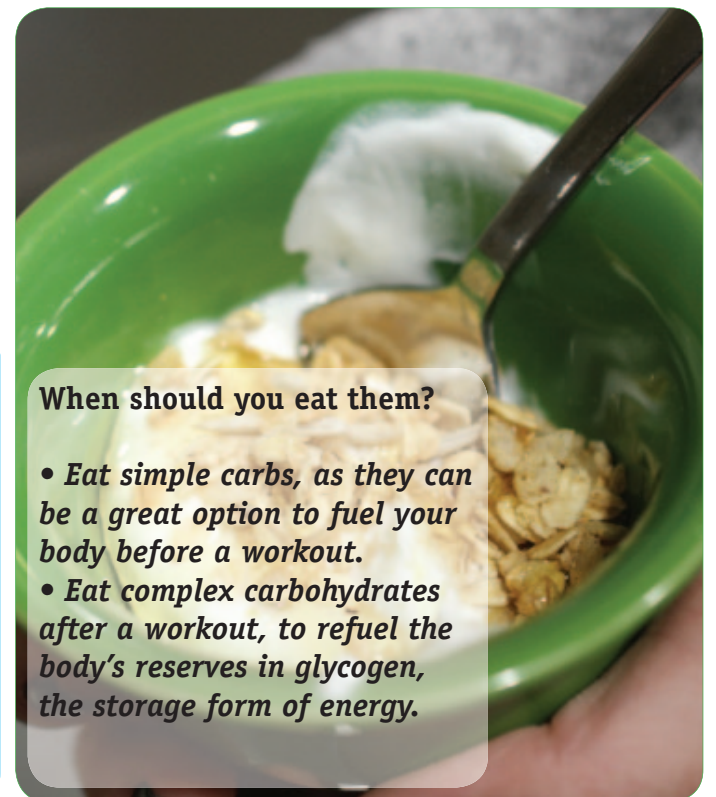 When should you eat them?
• Eat simple carbs, as they can
be a great option to fuel your
body before a workout.
• Eat complex carbohydrates
after a workout, to refuel the
body’s reserves in glycogen,
the storage form of energy.